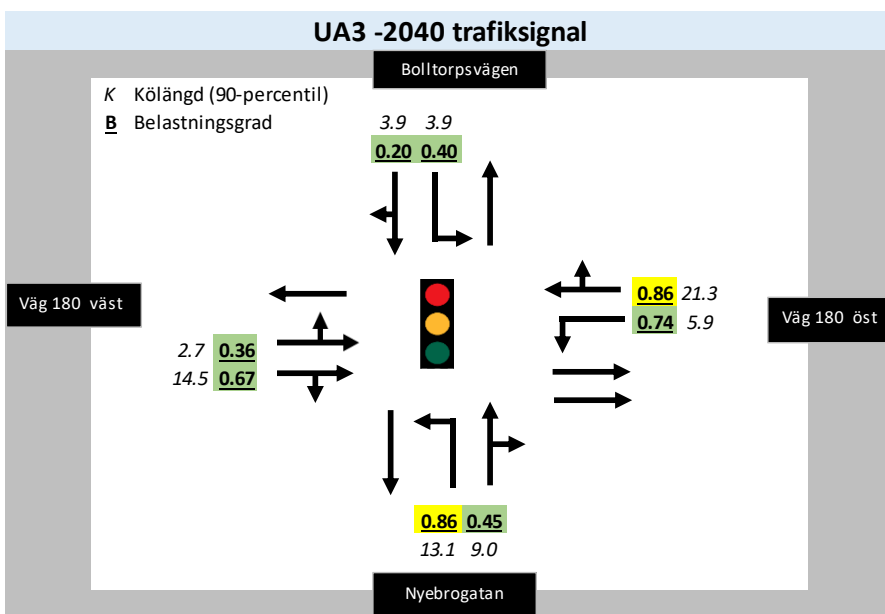 UA3 -2040 trafiksignal
Bolltorpsvägen
K Kölängd (90-percentil)
B Belastningsgrad
3.9 3.9
0.20 0.40
Väg 180 väst
0.86 21.3
0.74 5.9
Väg 180 öst
2.7 0.36
14.5 0.67
0.86 0.45
13.1 9.0
Nyebrogatan